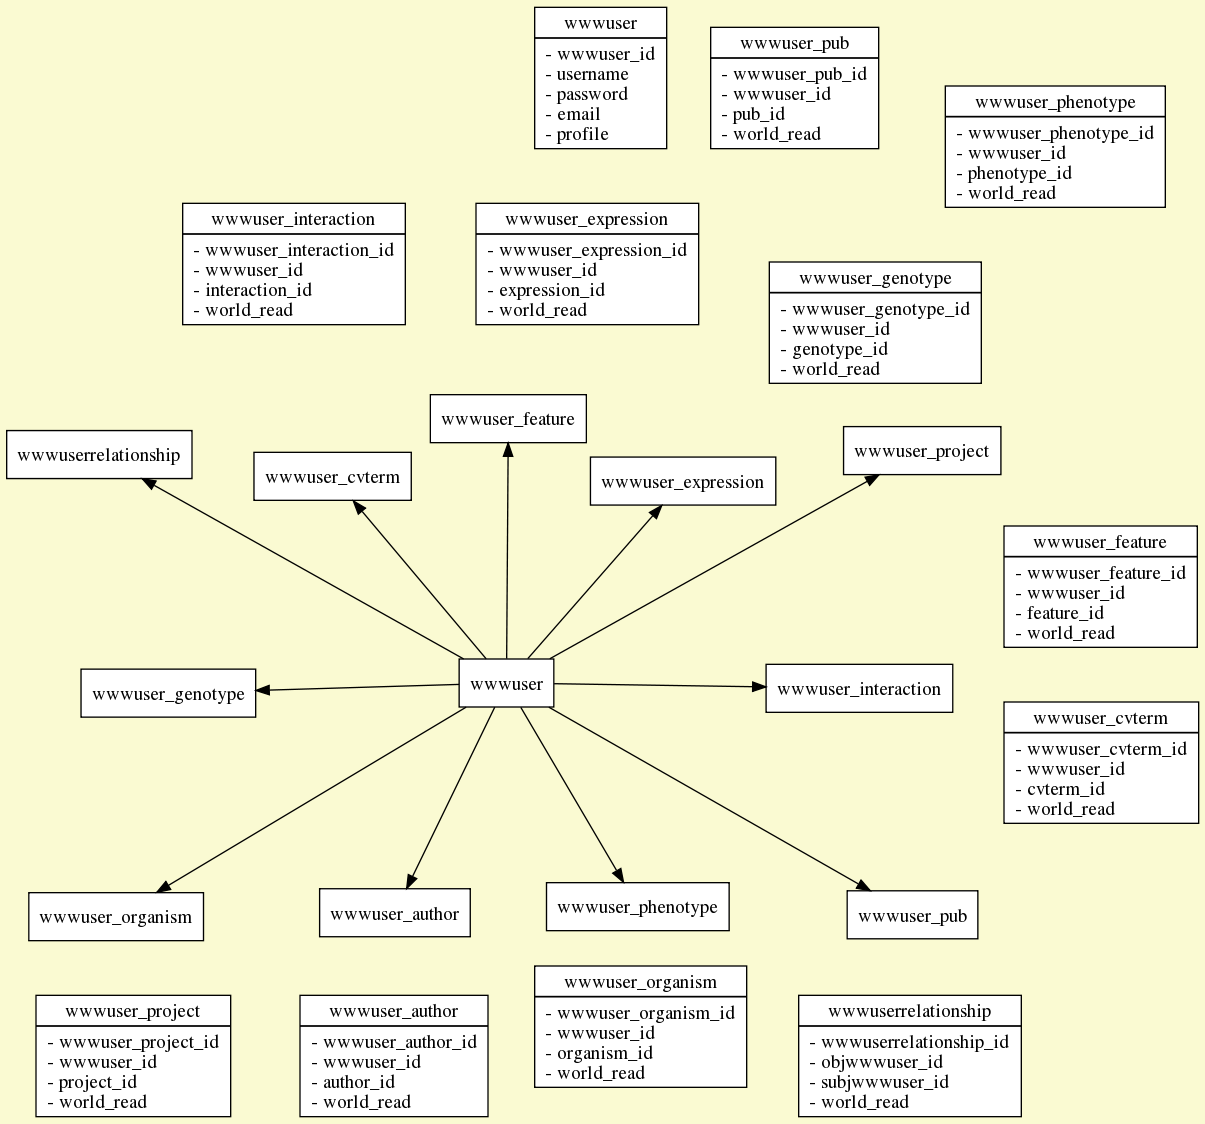 wwwuser
- wwwuser_id
- username
- password
- email
- profile
wwwuser_pub
- wwwuser_pub_id
- wwwuser_id
- pub_id
- world_read
wwwuser_phenotype
- wwwuser_phenotype_id
- wwwuser_id
- phenotype_id
- world_read
wwwuser_interaction
- wwwuser_interaction_id
- wwwuser_id
- interaction_id
- world_read
wwwuser_expression
- wwwuser_expression_id
- wwwuser_id
- expression_id
- world_read
wwwuser_genotype
- wwwuser_genotype_id
- wwwuser_id
- genotype_id
- world_read
wwwuserrelationship
wwwuser_cvterm
wwwuser_feature
wwwuser_expression
wwwuser_project
wwwuser_feature
- wwwuser_feature_id
- wwwuser_id
- feature_id
- world_read
wwwuser_genotype
wwwuser
wwwuser_interaction
wwwuser_cvterm
- wwwuser_cvterm_id
- wwwuser_id
- cvterm_id
- world_read
wwwuser_organism
wwwuser_author
wwwuser_phenotype
wwwuser_pub
wwwuser_project
- wwwuser_project_id
- wwwuser_id
- project_id
- world_read
wwwuser_author
- wwwuser_author_id
- wwwuser_id
- author_id
- world_read
wwwuser_organism
- wwwuser_organism_id
- wwwuser_id
- organism_id
- world_read
wwwuserrelationship
- wwwuserrelationship_id
- objwwwuser_id
- subjwwwuser_id
- world_read